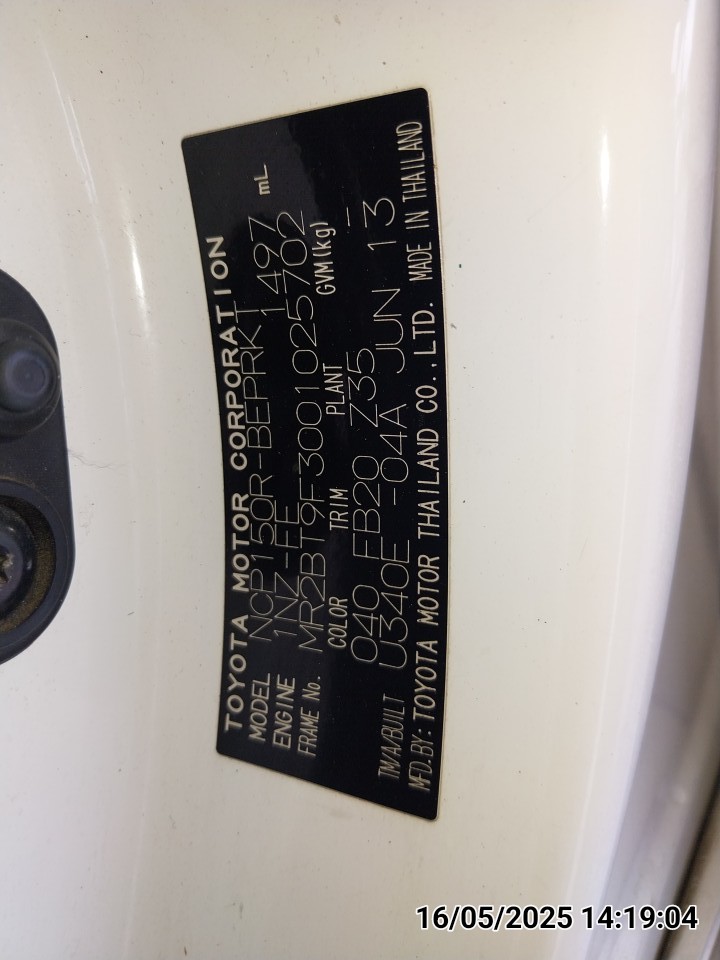 TOYOTA MOTOR CORPORATION
MODEL NCP150R-BEPRKT
ENGINE 1NZ-FE 1497 mL
FRAME No. MR2BT9F3001025702
COLOR TRIM PLANT GVM(kg)
040 FB20 Z35 --
TM/A/BUILT U340E -04A JUN 13
MFD.BY:TOYOTA MOTOR THAILAND CO.,LTD. MADE IN THAILAND
16/05/2025 14:19:04